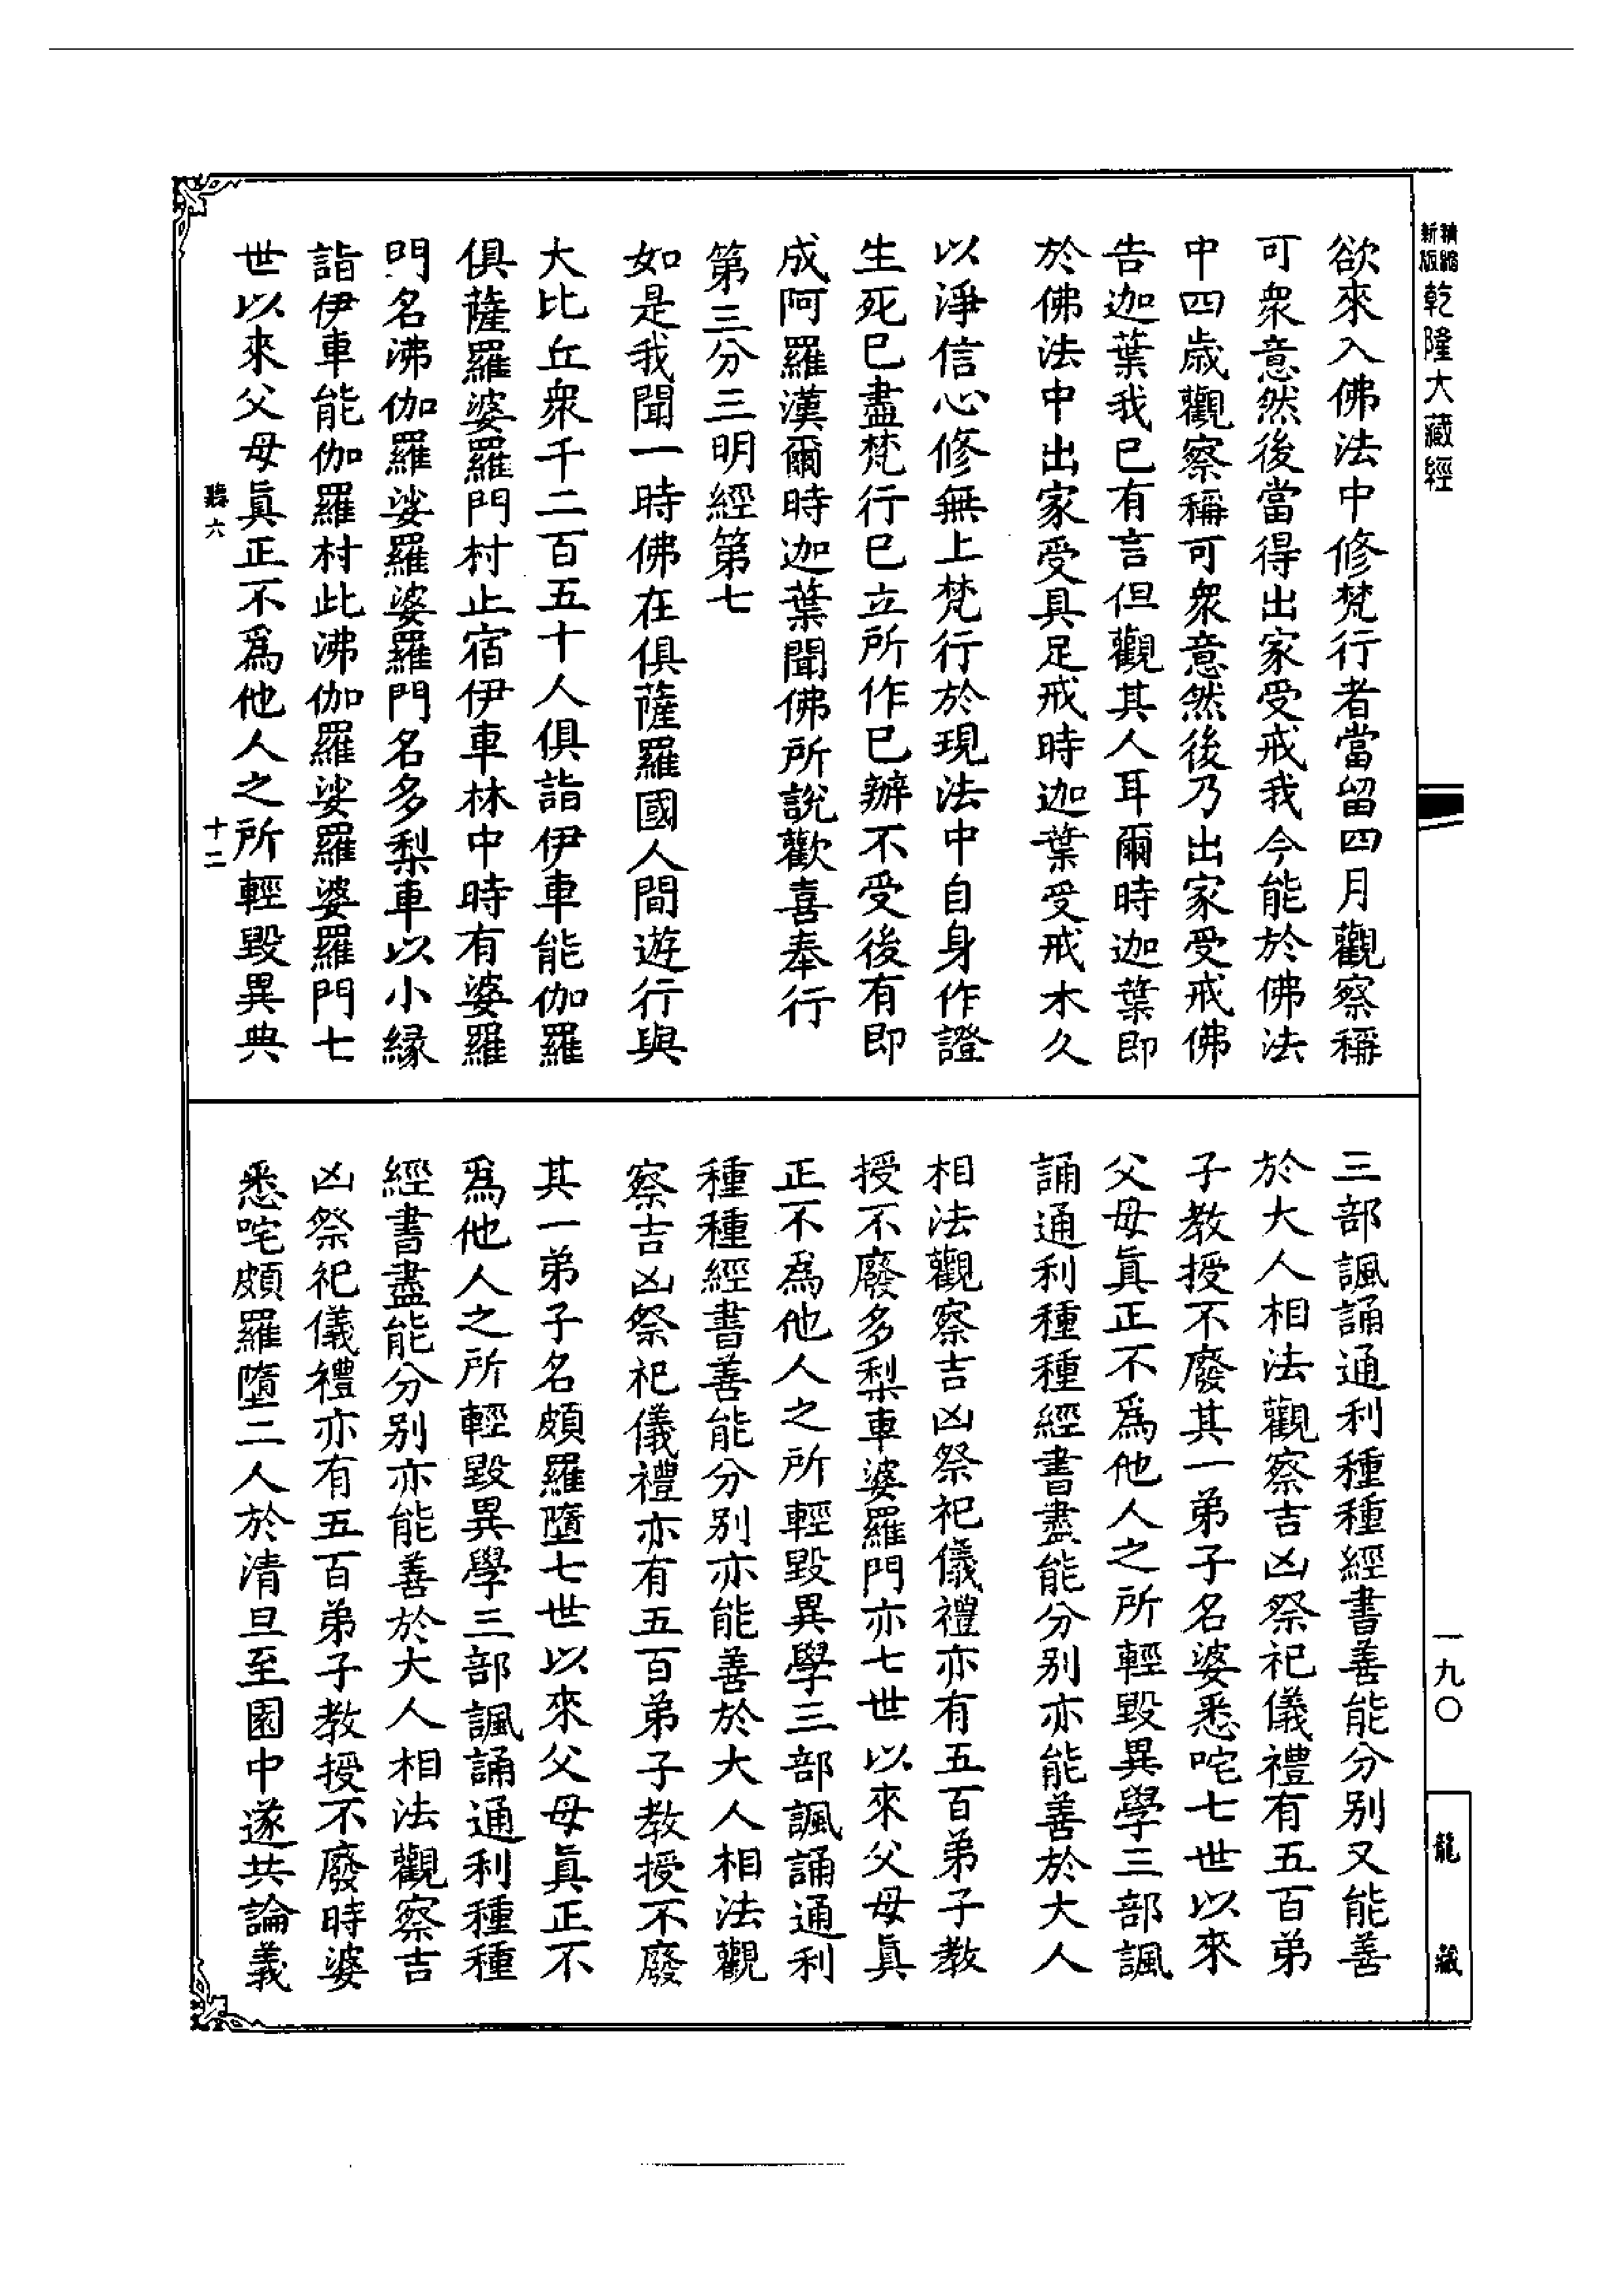 精縮新版乾隆大藏經
欲來入佛法中修梵行者當留四月觀察稱
可衆意然後當得出家受戒我今能於佛法
中四歲觀察稱可衆意然後乃出家受戒佛
告迦葉我已有言但觀其人耳爾時迦葉即
於佛法中出家受具足戒時迦葉受戒木久
以淨信心修無上梵行於現法中自身作證
生死已盡梵行已立所作已辦不受後有即
成阿羅漢爾時迦葉聞佛所說歡喜奉行
第三分三明經第七
如是我聞一時佛在俱薩羅國人間遊行與
大比丘衆千二百五十人俱詣伊車能伽羅
俱薩羅婆羅門村止宿伊車林中時有婆羅
門名沸伽羅娑羅婆羅門名多梨車以小緣
詣伊車能伽羅村此沸伽羅娑羅婆羅門七
世以來父母眞正不爲他人之所輕毀異典
聽六
十二
三部諷誦通利種種經書善能分別又能善
於大人相法觀察吉凶祭祀儀禮有五百弟
子教授不廢其一弟子名婆悉咤七世以來
父母眞正不爲他人之所輕毀異學三部諷
誦通利種種經書盡能分別亦能善於大人
相法觀察吉凶祭祀儀禮亦有五百弟子教
授不廢多梨車婆羅門亦七世以來父母眞
正不爲他人之所輕毀異學三部諷誦通利
種種經書善能分別亦能善於大人相法觀
察吉凶祭祀儀禮亦有五百弟子教授不廢
其一弟子名頗羅墮七世以來父母眞正不
爲他人之所輕毀異學三部諷誦通利種種
經書盡能分別亦能善於大人相法觀察吉
凶祭祀儀禮亦有五百弟子教授不廢時婆
悉咤頗羅墮二人於清旦至園中遂共論義
一九〇
龍藏